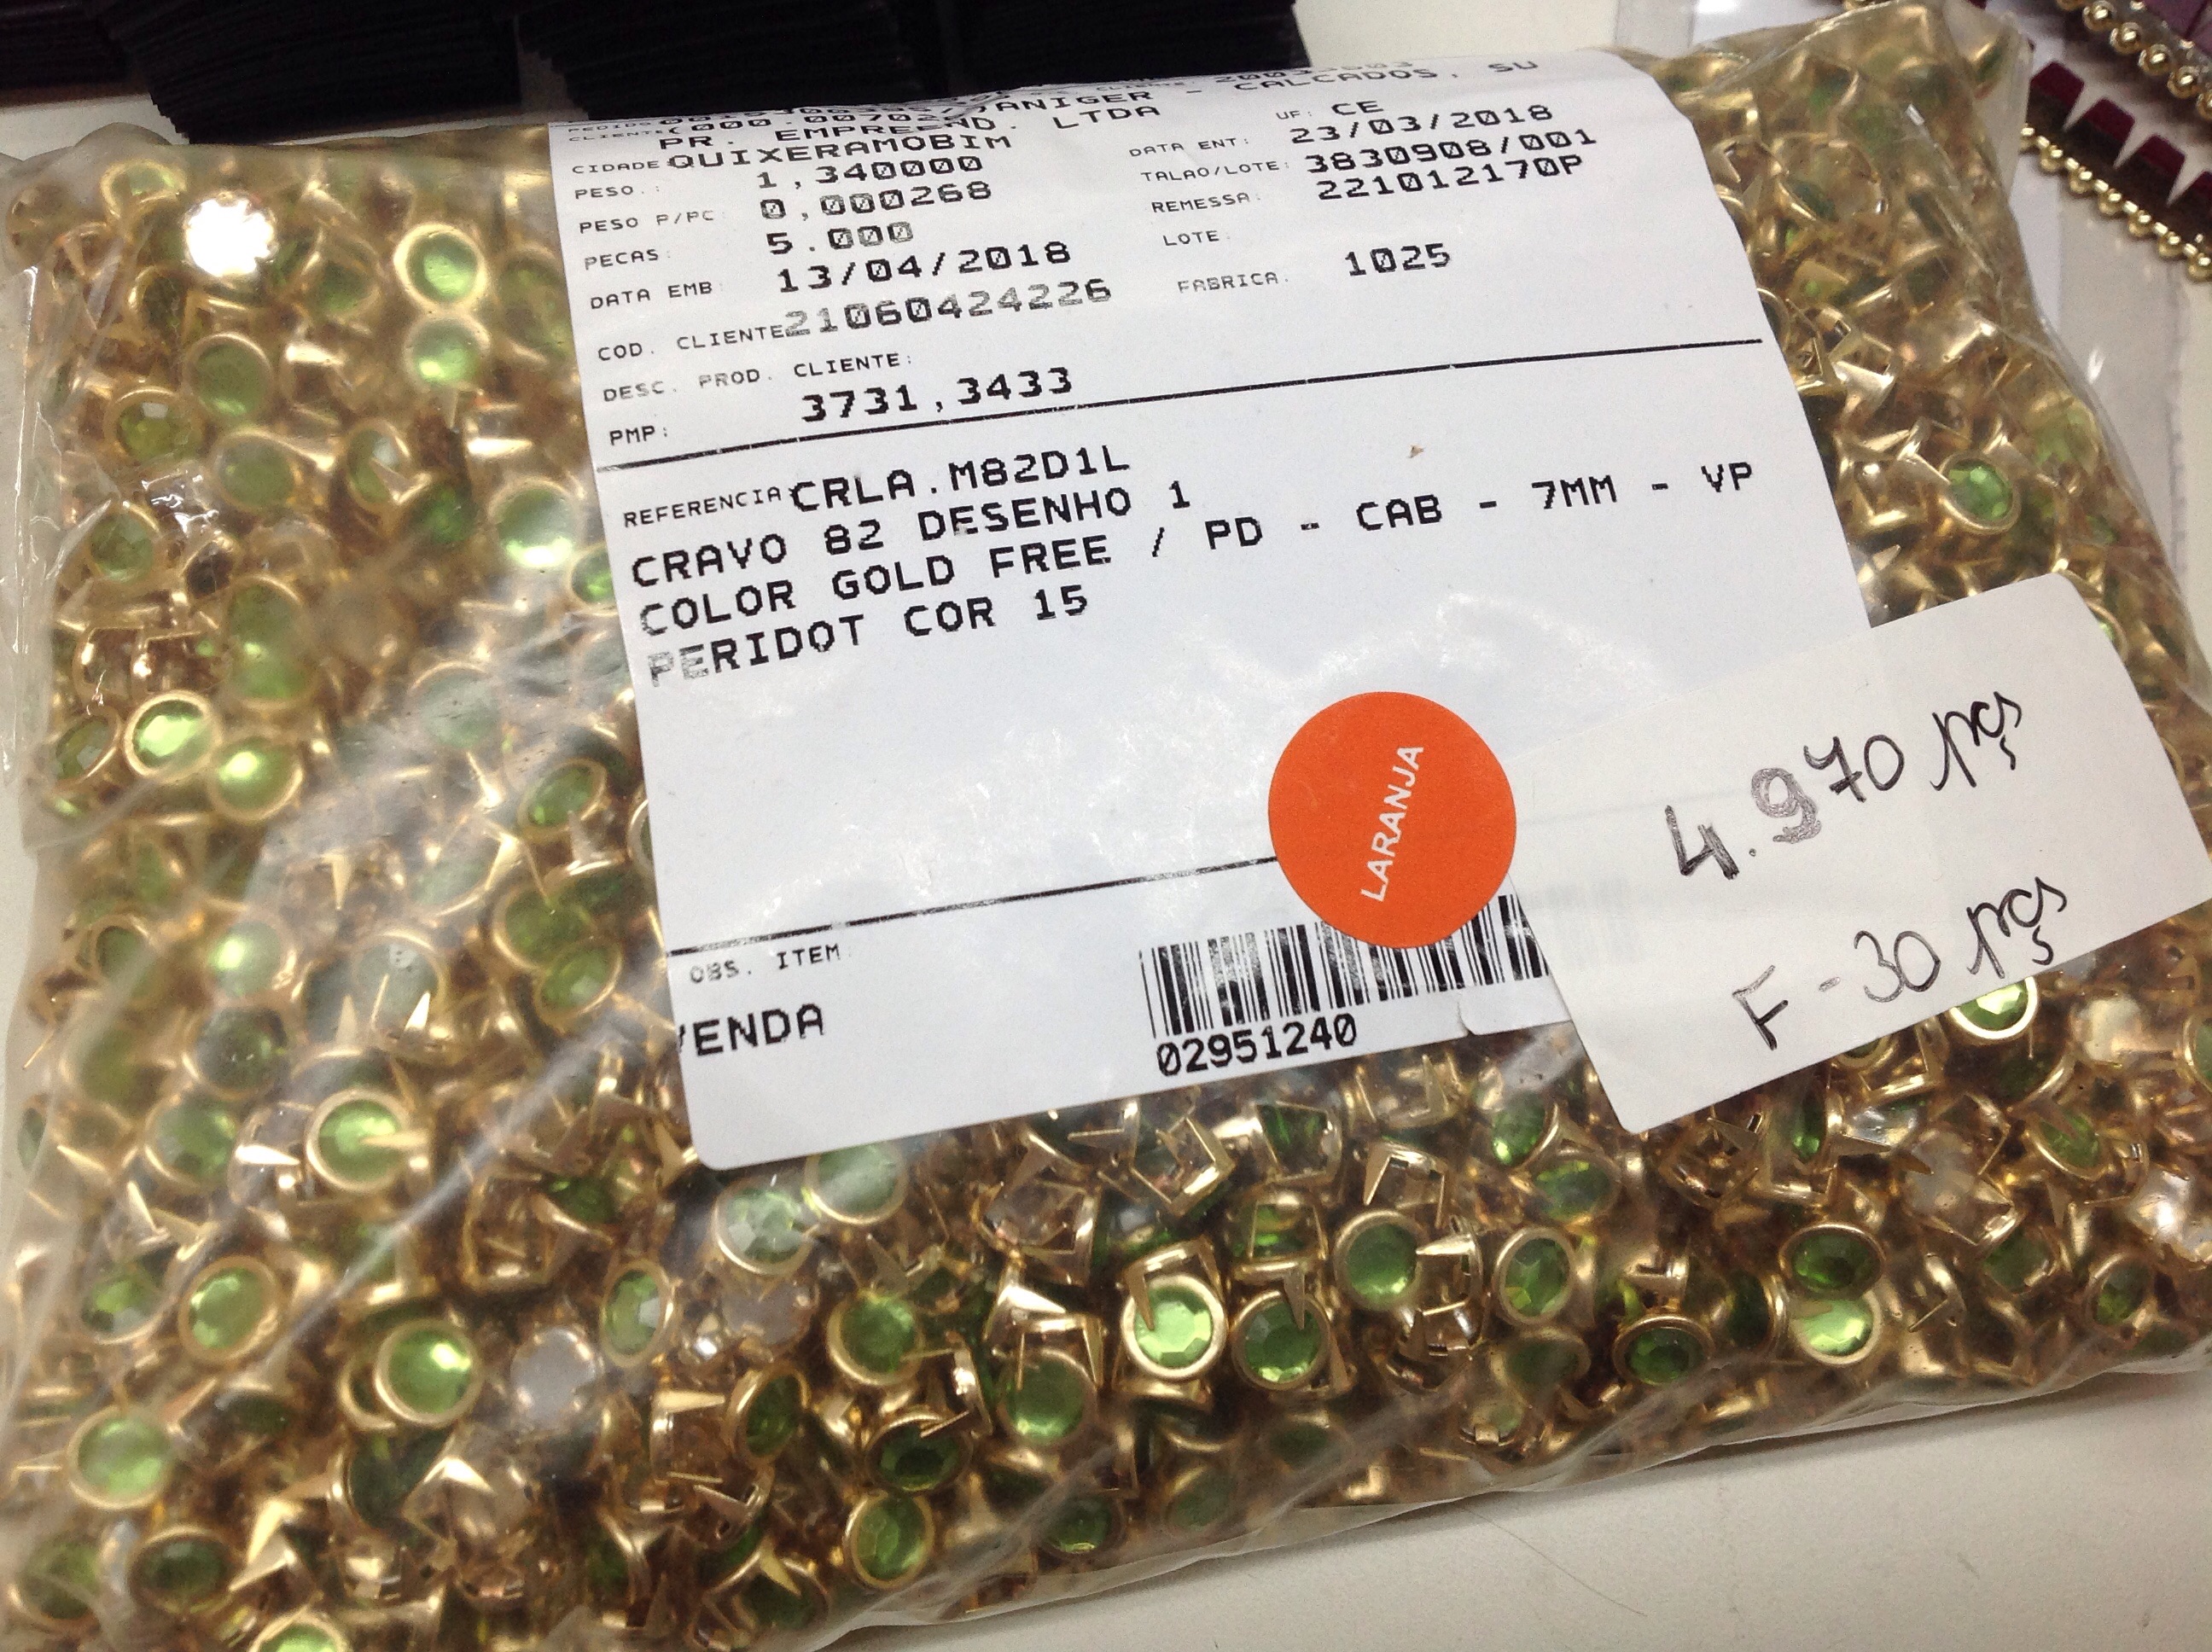 ANIGER - CALCADOS, SU
PR. EMPREEND. LTDA
CIDADE QUIXERAMOBIM UF: CE
PESO.: 1,340000 DATA ENT: 23/03/2018
PESO P/PC 0,000268 TALAO/LOTE: 3830908/001
PECAS: 5.000 REMESSA: 221012170P
DATA EMB: 13/04/2018 LOTE
COD. CLIENTE 21060424226 FABRICA. 1025
DESC. PROD. CLIENTE:
PMP: 3731,3433
REFERENCIA: CRLA.M82D1L
CRAVO 82 DESENHO 1
COLOR GOLD FREE / PD - CAB - 7MM - VP
PERIDOT COR 15
LARANJA
4.970 pçs
F - 30 pçs
OBS. ITEM
VENDA
02951240